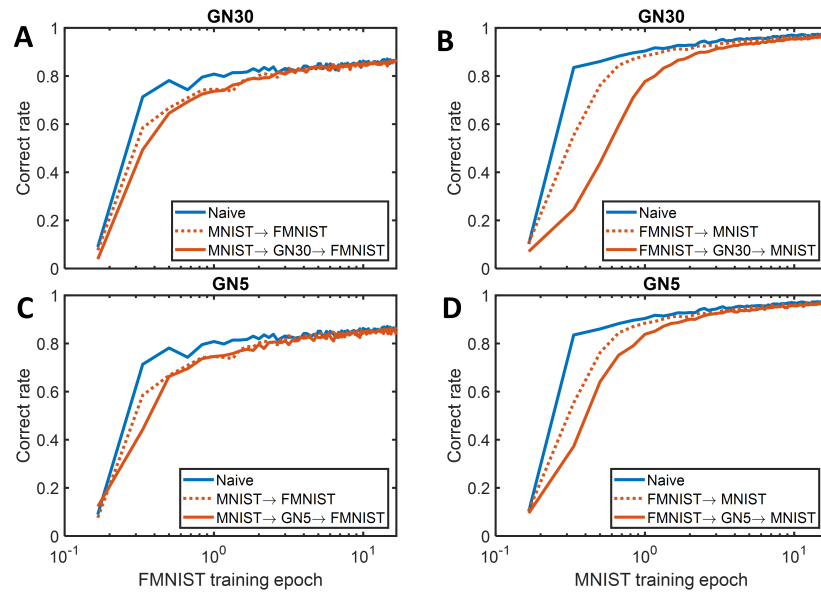 GN30
A
1
0.8
0.6
0.4
0.2
0
Correct rate
Naive
MNIST→ FMNIST
MNIST→ GN30→ FMNIST
GN30
B
1
0.8
0.6
0.4
0.2
0
Correct rate
Naive
FMNIST→ MNIST
FMNIST→ GN30→ MNIST
GN5
C
1
0.8
0.6
0.4
0.2
0
Correct rate
Naive
MNIST→ FMNIST
MNIST→ GN5→ FMNIST
10⁻¹ 10⁰ 10¹
FMNIST training epoch
GN5
D
1
0.8
0.6
0.4
0.2
0
Correct rate
Naive
FMNIST→ MNIST
FMNIST→ GN5→ MNIST
10⁻¹ 10⁰ 10¹
MNIST training epoch